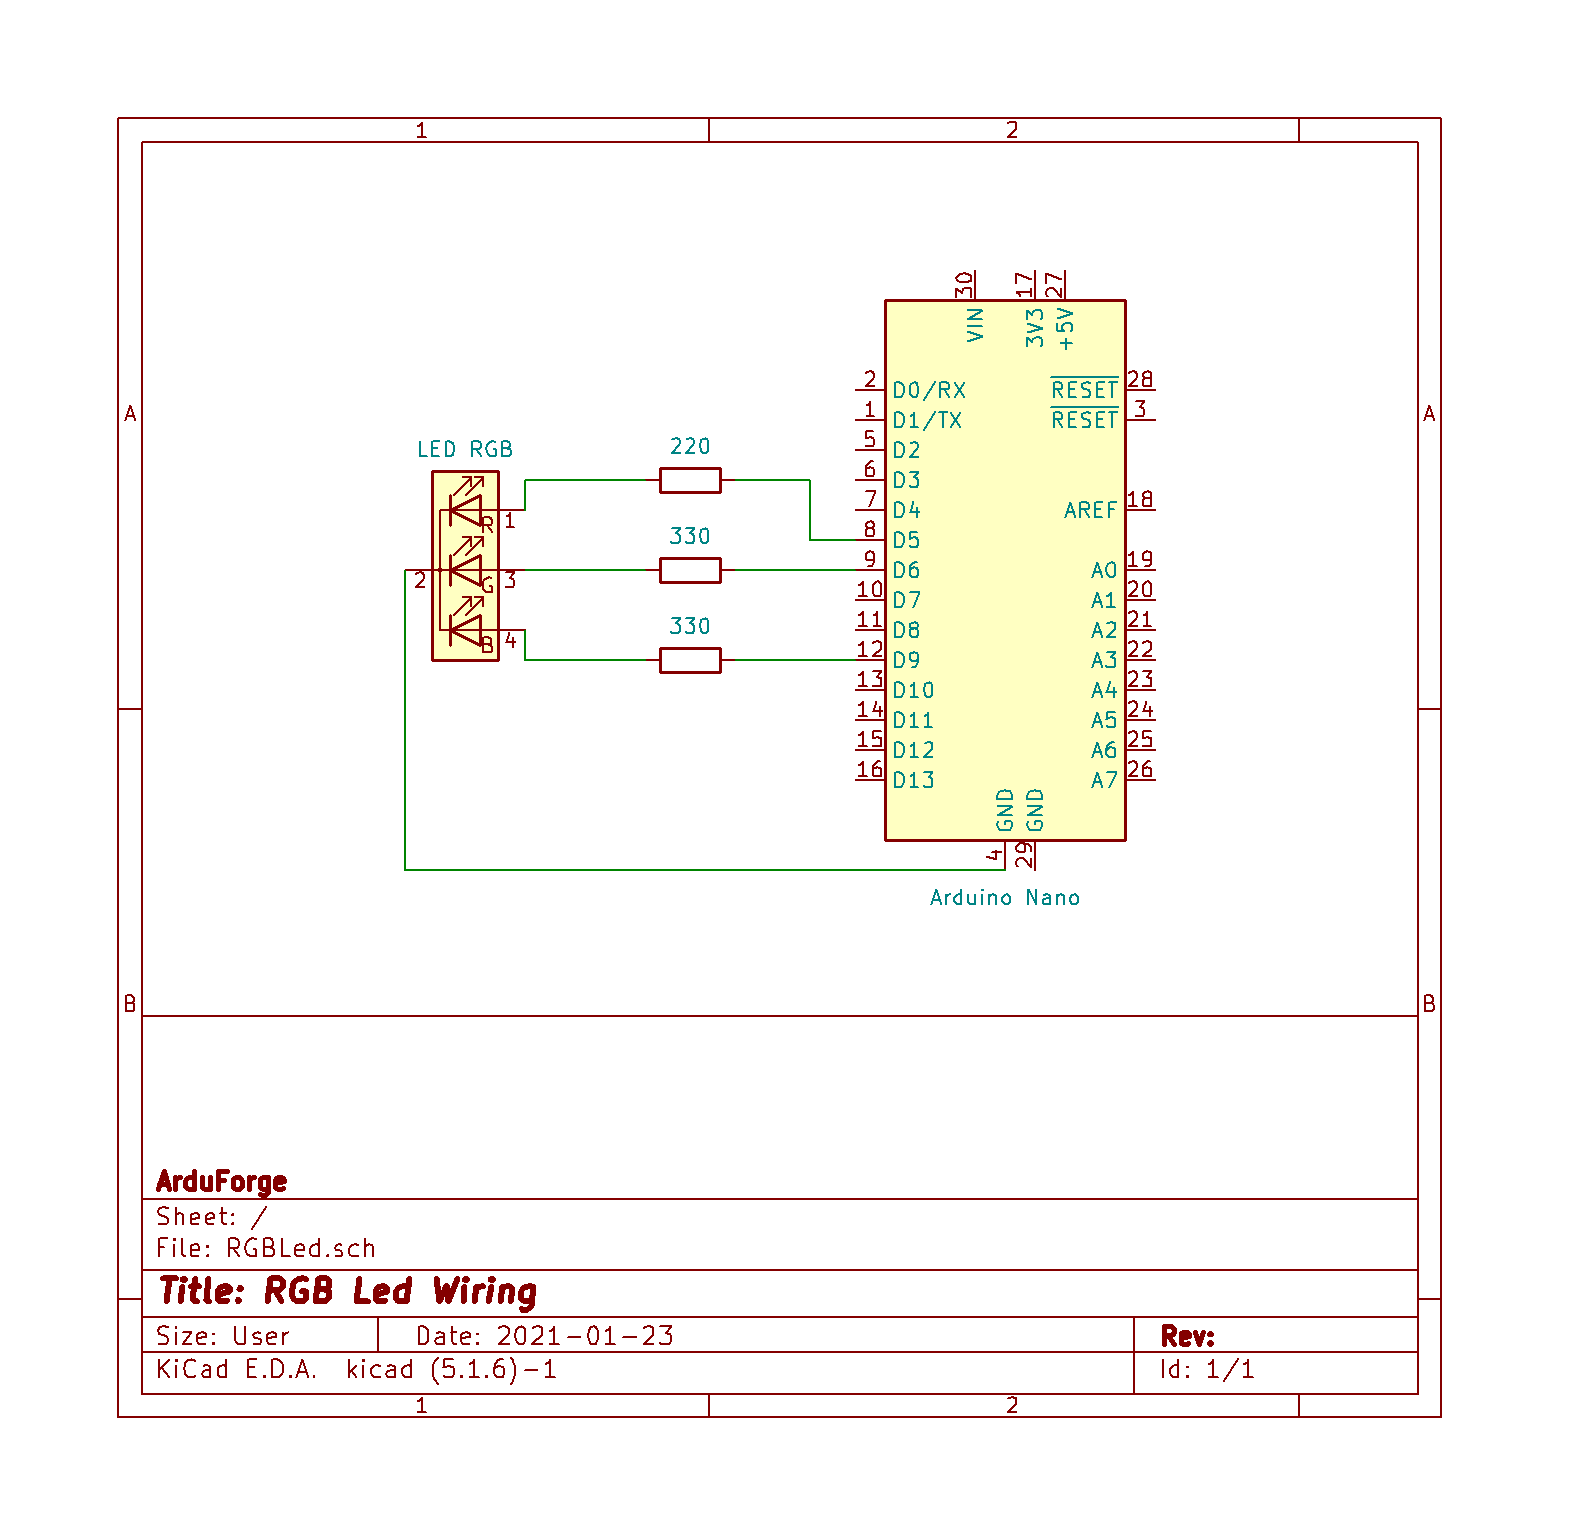 1 2
A A
B B
LED RGB
R 1
2 G 3
B 4
220
330
330
30 17 27
VIN 3V3 +5V
2 D0/RX RESET 28
1 D1/TX RESET 3
5 D2
6 D3
7 D4 AREF 18
8 D5
9 D6 A0 19
10 D7 A1 20
11 D8 A2 21
12 D9 A3 22
13 D10 A4 23
14 D11 A5 24
15 D12 A6 25
16 D13 A7 26
GND GND
4 29
Arduino Nano
ArduForge
Sheet: /
File: RGBLed.sch
Title: RGB Led Wiring
Size: User Date: 2021-01-23 Rev:
KiCad E.D.A. kicad (5.1.6)-1 Id: 1/1
1 2